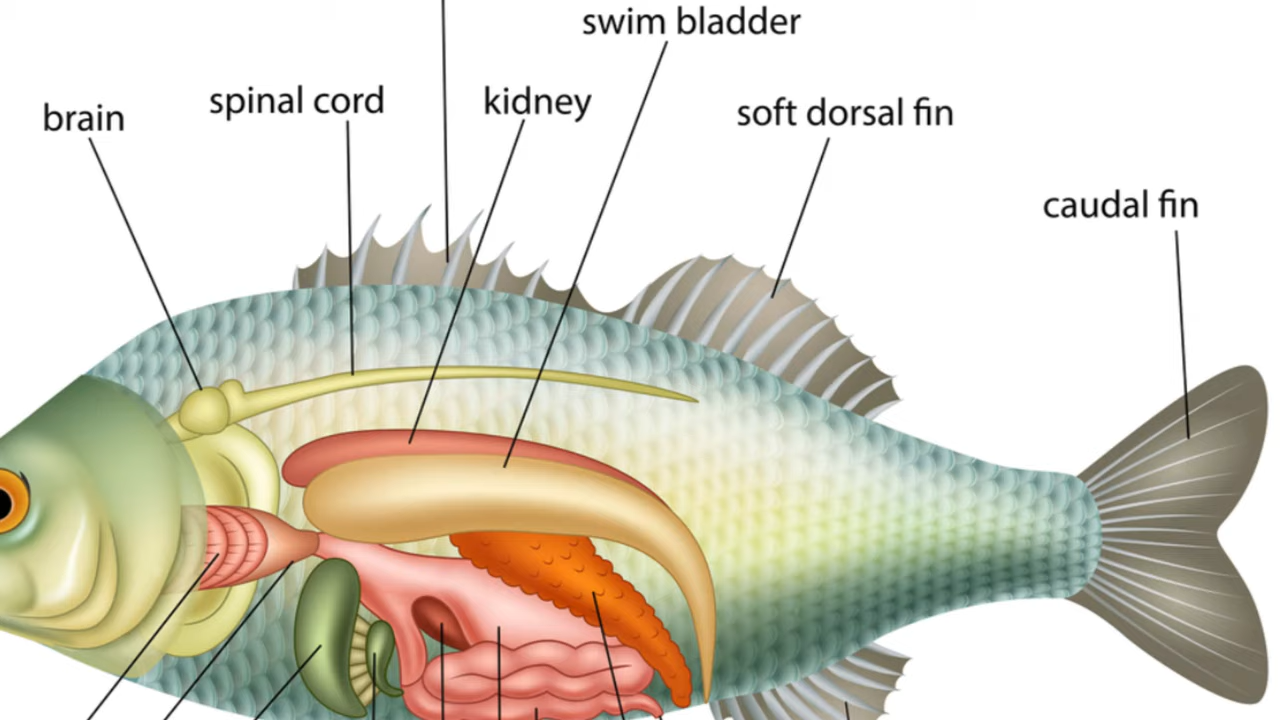 swim bladder
brain
spinal cord
kidney
soft dorsal fin
caudal fin